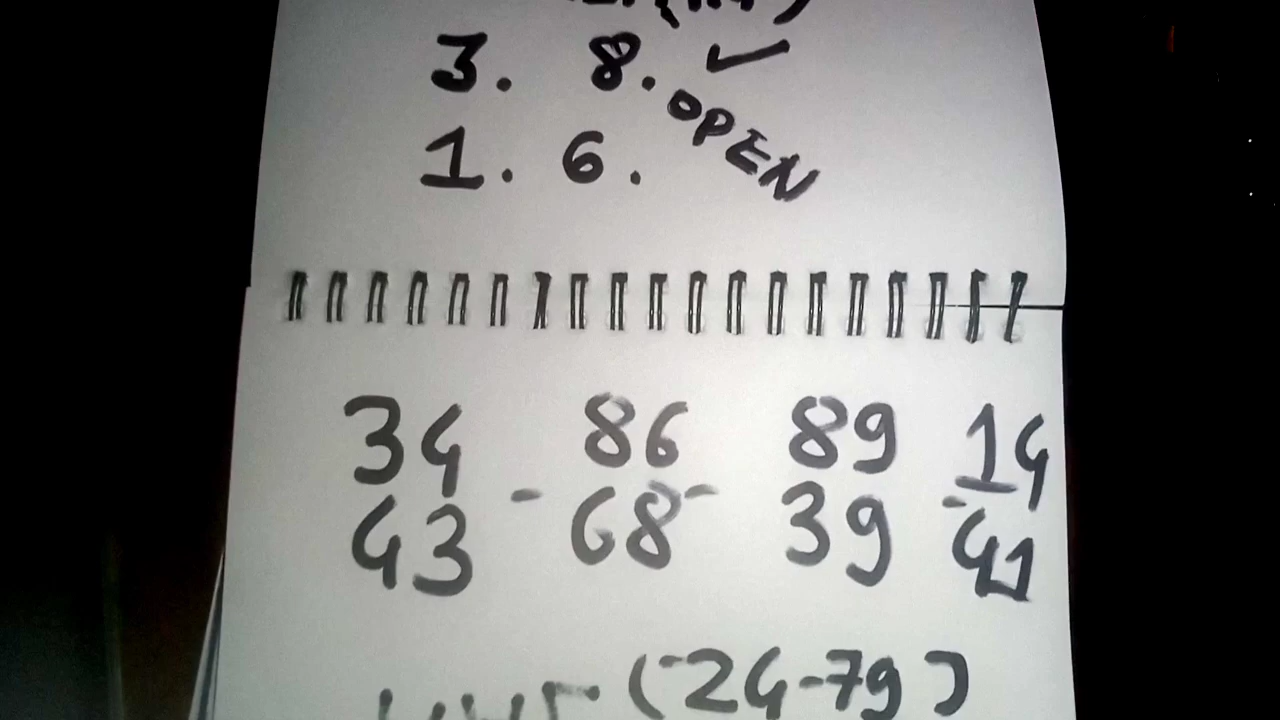 3. 8. ✓
OPEN
1. 6.
34 86 89 14
43 - 68 - 39 - 41
(24-79)